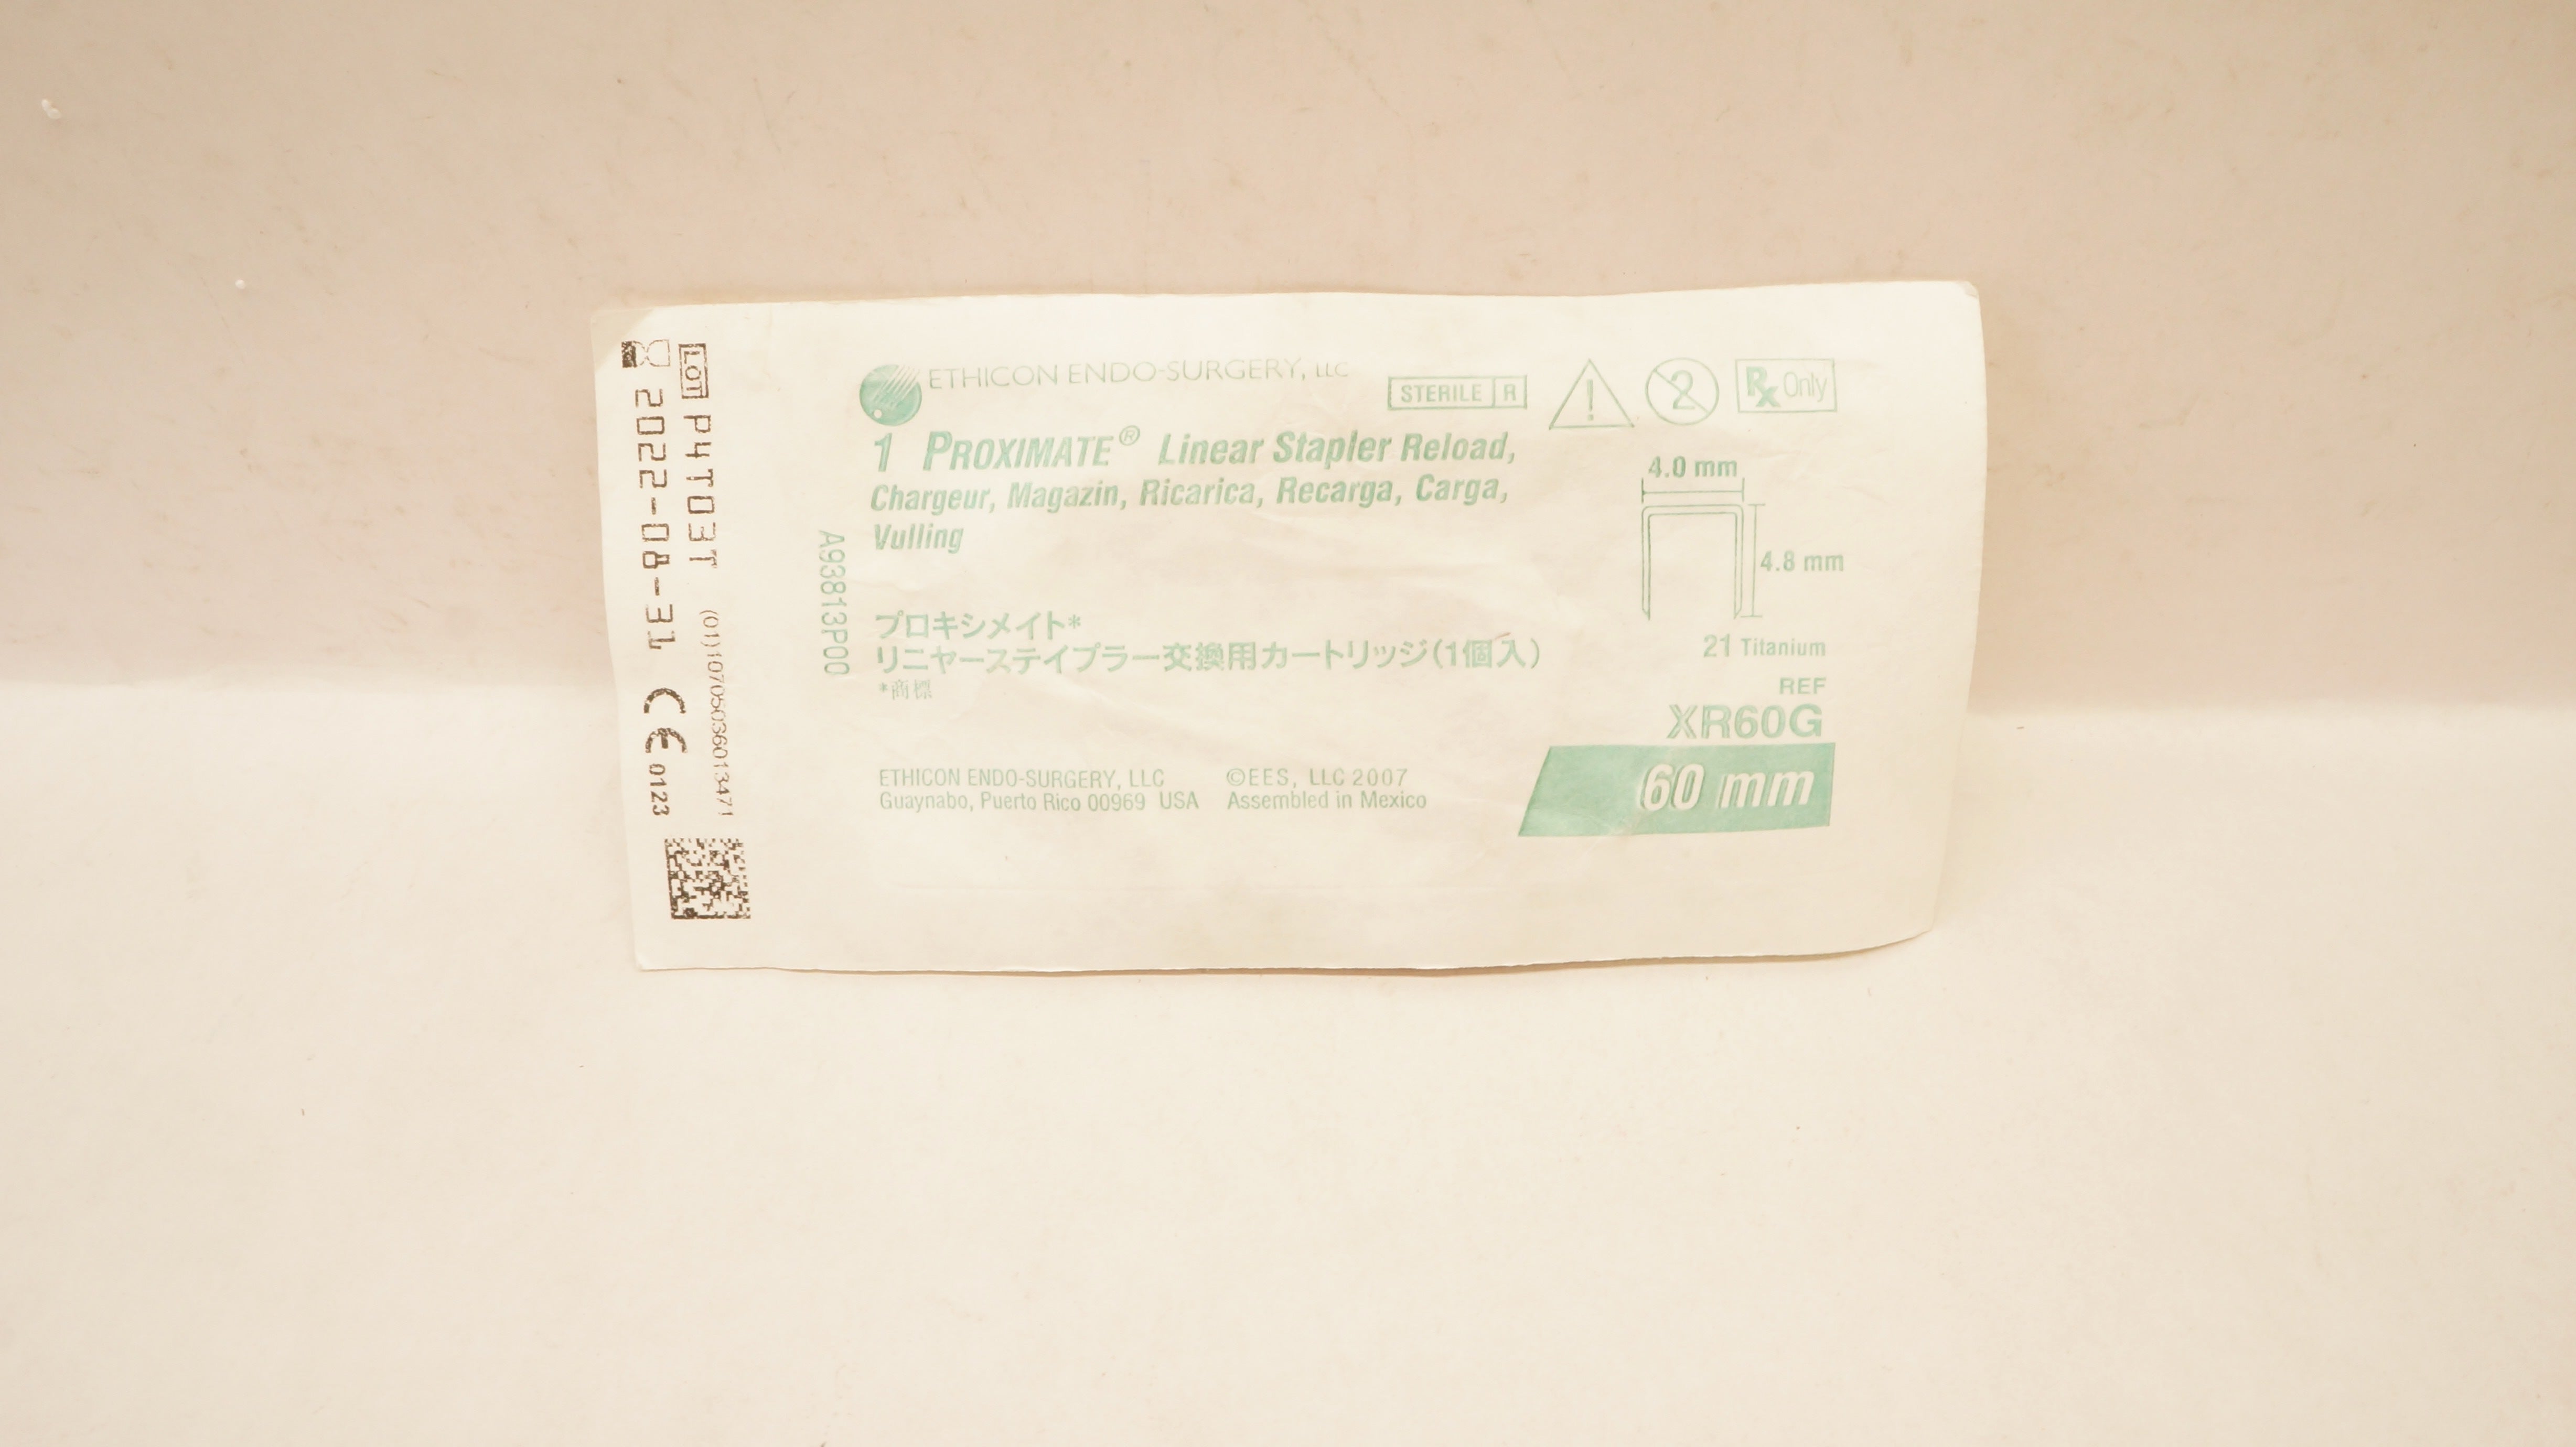 LOT P4T03T (01)10705036013471
2022-08-31 CE 0123
A93813P00
ETHICON ENDO-SURGERY, LLC
STERILE R
2
Rx Only
1 PROXIMATE® Linear Stapler Reload,
Chargeur, Magazin, Ricarica, Recarga, Carga,
Vulling
プロキシメイト*
リニヤーステイプラー交換用カートリッジ(1個入)
*商標
ETHICON ENDO-SURGERY, LLC
Guaynabo, Puerto Rico 00969 USA
©EES, LLC 2007
Assembled in Mexico
4.0 mm
4.8 mm
21 Titanium
REF
XR60G
60 mm